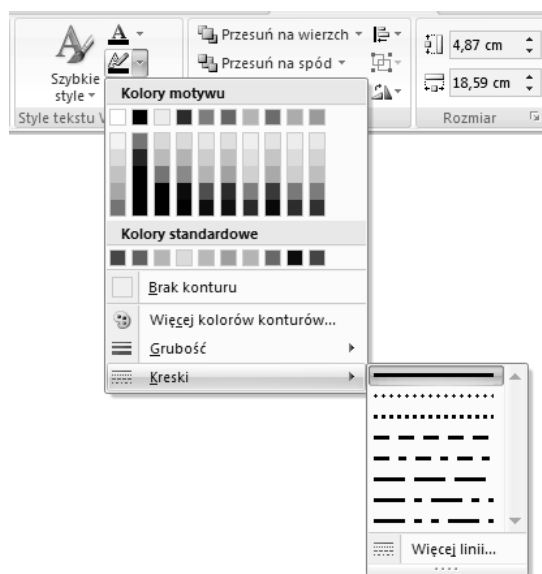 Szybkie style
Style tekstu
Przesuń na wierzch
Przesuń na spód
4,87 cm
18,59 cm
Rozmiar
Kolory motywu
Kolory standardowe
Brak konturu
Więcej kolorów konturów...
Grubość
Kreski
Więcej linii...